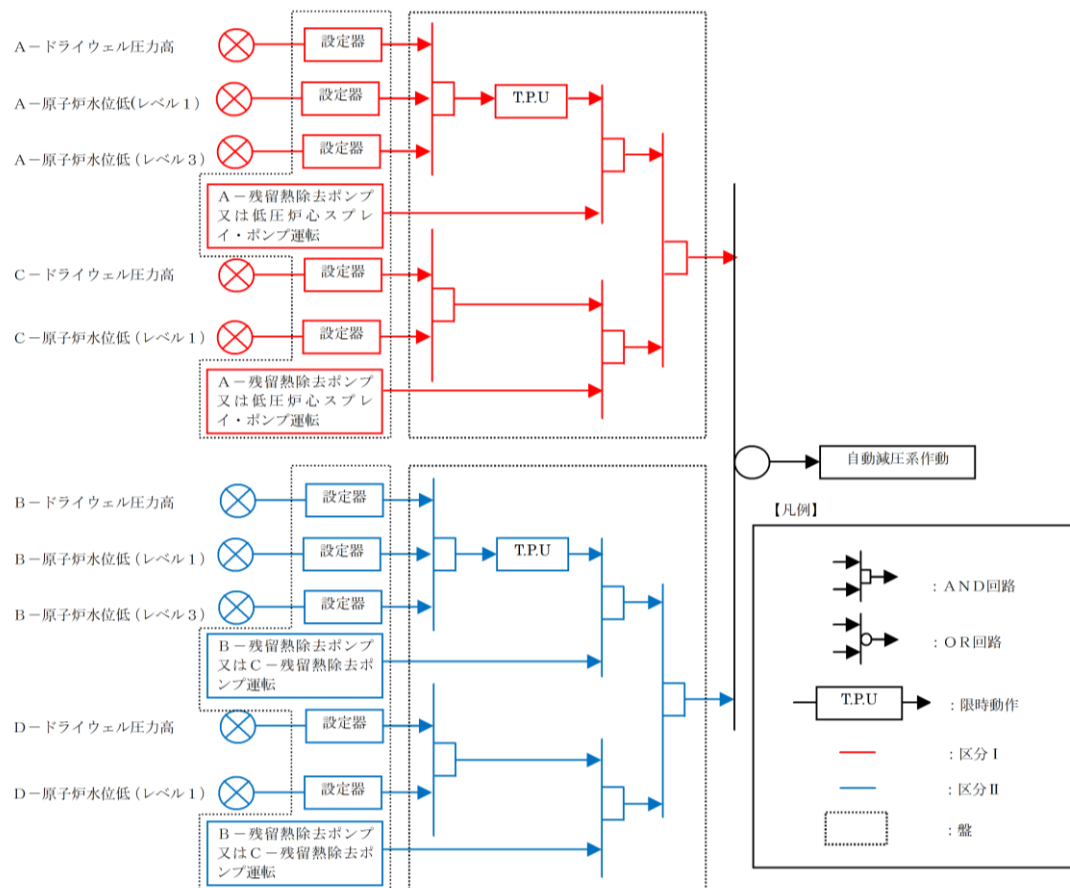 A－ドライウェル圧力高
設定器
A－原子炉水位低(レベル１)
設定器
T.P.U
A－原子炉水位低（レベル３）
設定器
A－残留熱除去ポンプ
又は低圧炉心スプレ
イ・ポンプ運転
C－ドライウェル圧力高
設定器
C－原子炉水位低（レベル１）
設定器
A－残留熱除去ポンプ
又は低圧炉心スプレ
イ・ポンプ運転
自動減圧系作動
B－ドライウェル圧力高
設定器
B－原子炉水位低（レベル１）
設定器
T.P.U
B－原子炉水位低（レベル３）
設定器
B－残留熱除去ポンプ
又はC－残留熱除去ポ
ンプ運転
D－ドライウェル圧力高
設定器
D－原子炉水位低（レベル１）
設定器
B－残留熱除去ポンプ
又はC－残留熱除去ポ
ンプ運転
【凡例】
：AND回路
：OR回路
T.P.U
：限時動作
：区分Ⅰ
：区分Ⅱ
：盤